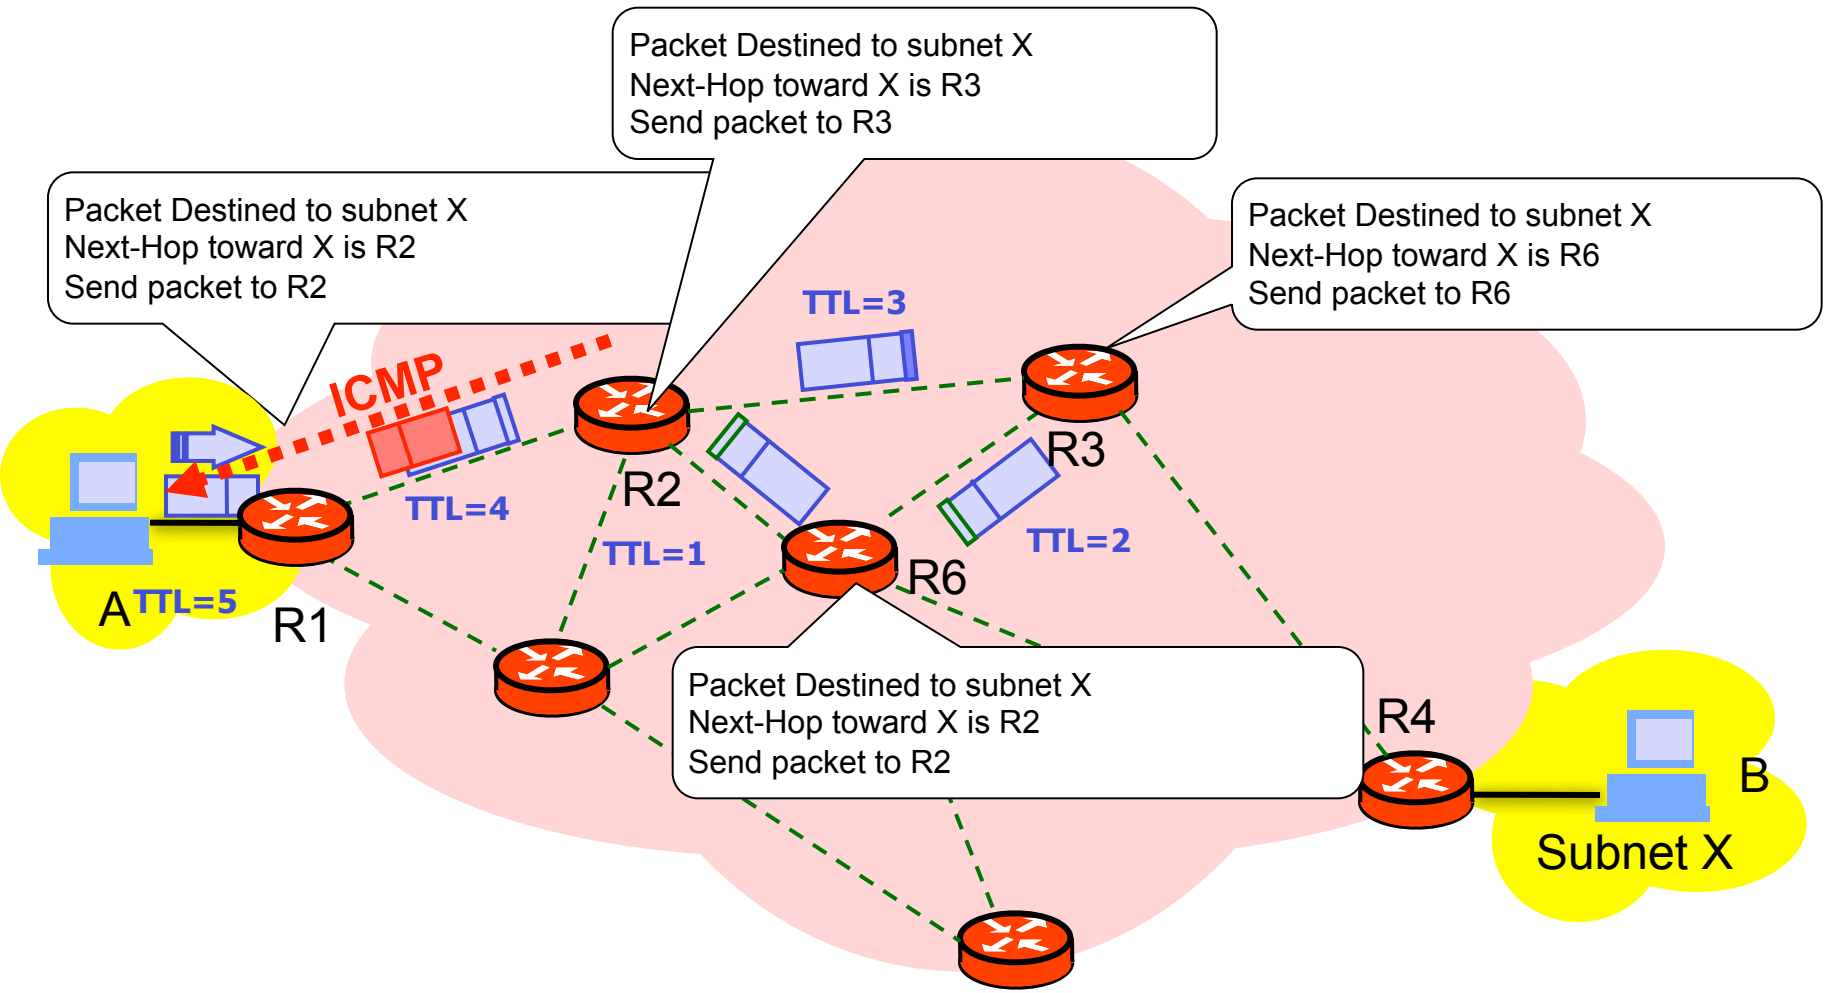 Packet Destined to subnet X
Next-Hop toward X is R3
Send packet to R3
Packet Destined to subnet X
Next-Hop toward X is R2
Send packet to R2
Packet Destined to subnet X
Next-Hop toward X is R6
Send packet to R6
TTL=3
ICMP
R3
R2
TTL=4
TTL=1
TTL=2
R6
A
TTL=5
R1
Packet Destined to subnet X
Next-Hop toward X is R2
Send packet to R2
R4
B
Subnet X